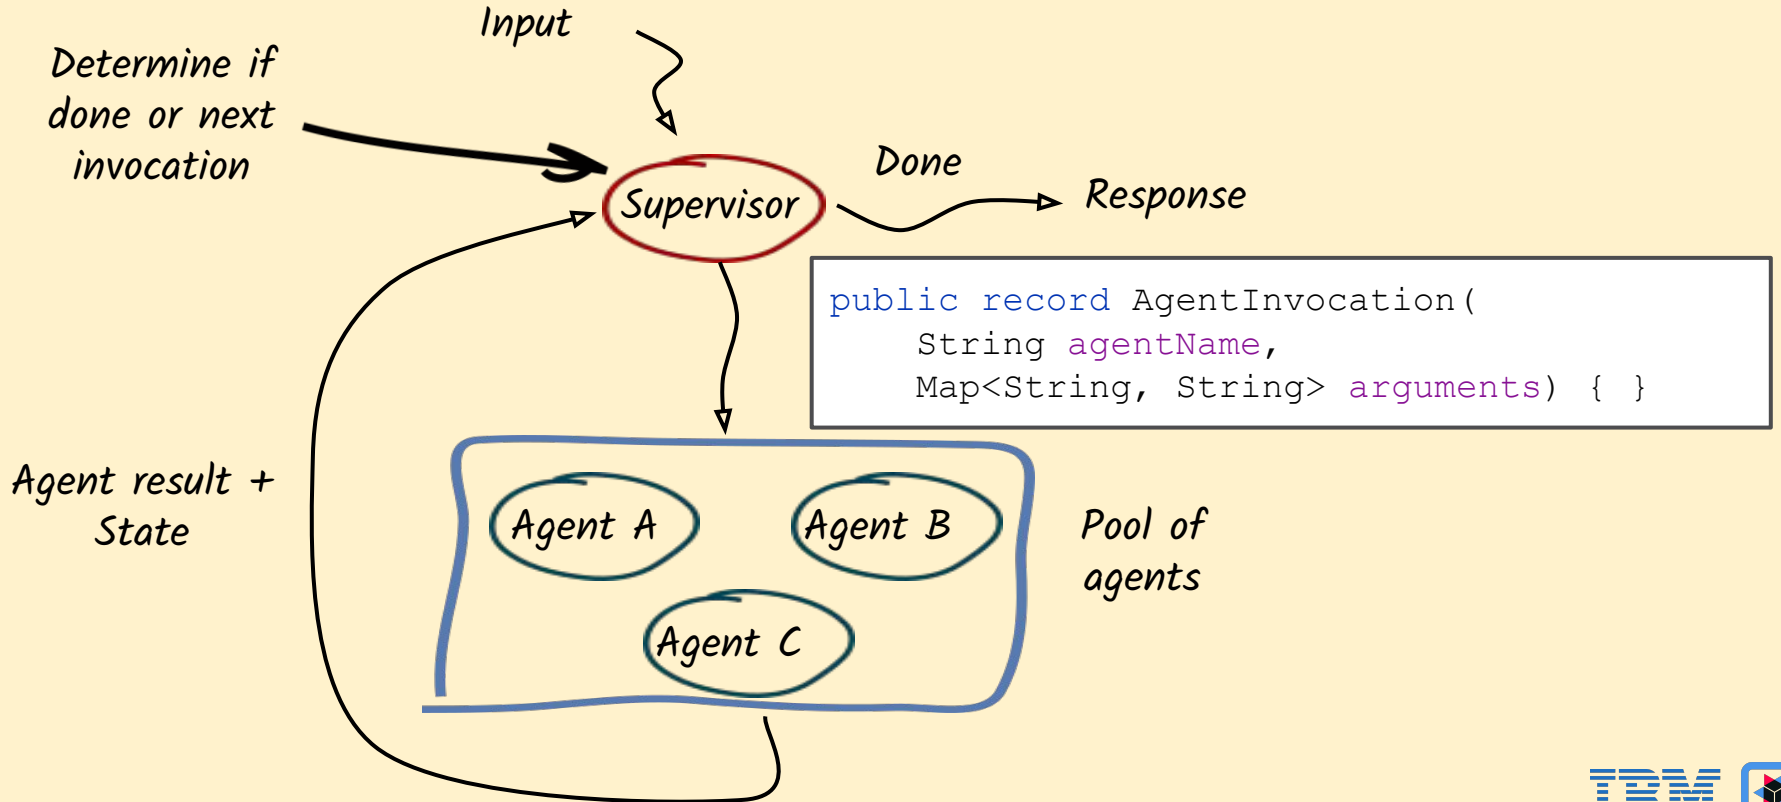 Input
Determine if
done or next
invocation
Done
Supervisor
Response
public record AgentInvocation(
    String agentName,
    Map<String, String> arguments) { }
Agent result +
State
Agent A
Agent B
Pool of
agents
Agent C
IBM